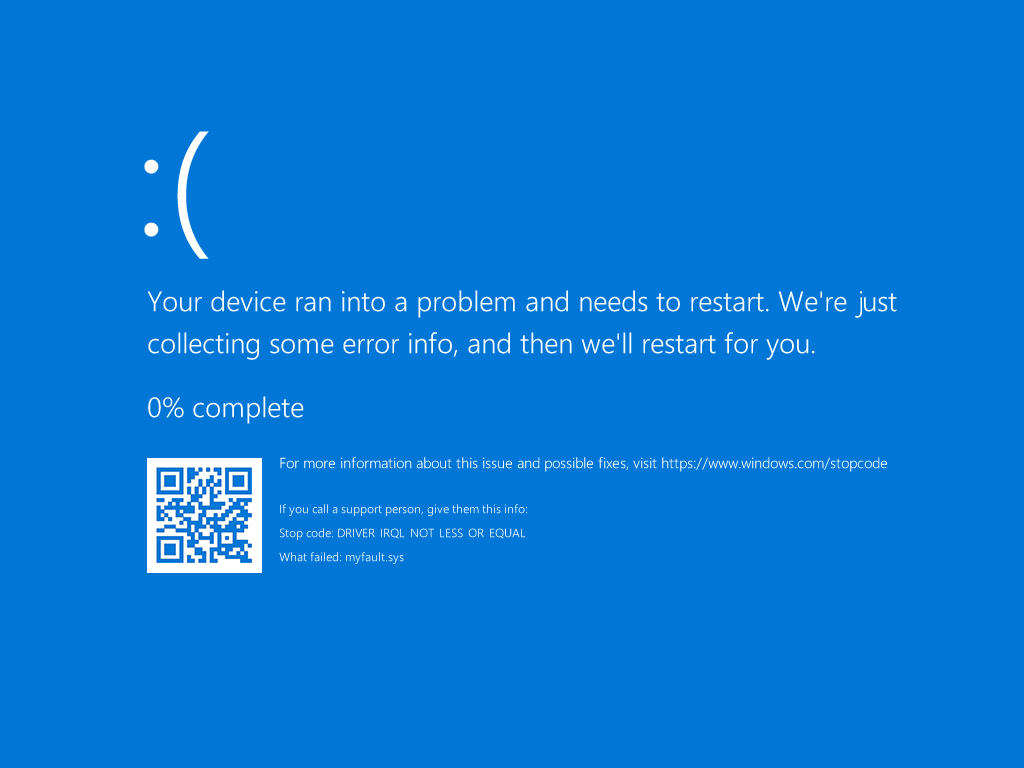 :(
Your device ran into a problem and needs to restart. We're just
collecting some error info, and then we'll restart for you.
0% complete
For more information about this issue and possible fixes, visit https://www.windows.com/stopcode
If you call a support person, give them this info:
Stop code: DRIVER IRQL NOT LESS OR EQUAL
What failed: myfault.sys